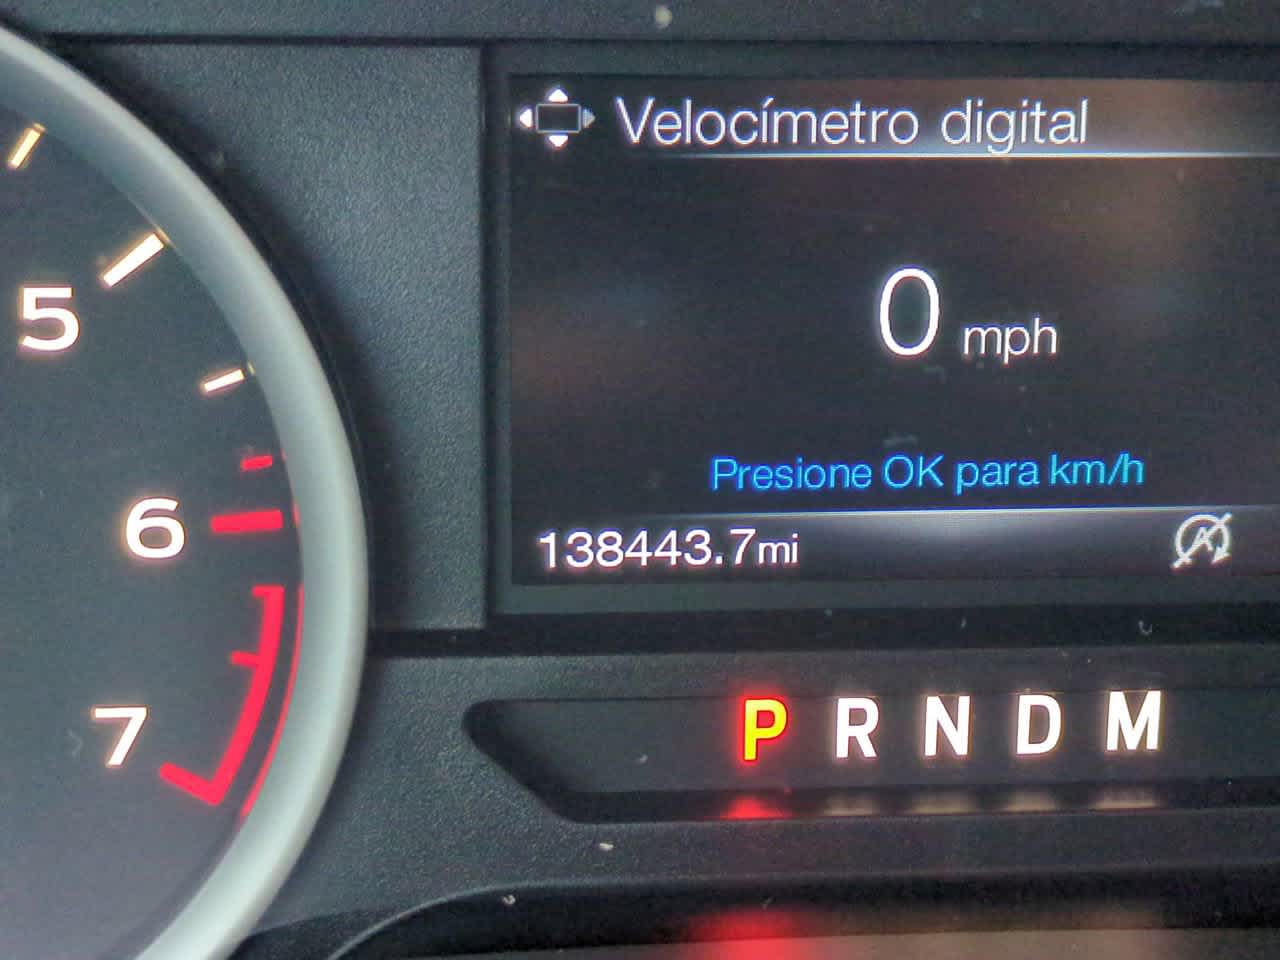 Velocímetro digital
0 mph
Presione OK para km/h
138443.7mi
5
6
7
P R N D M